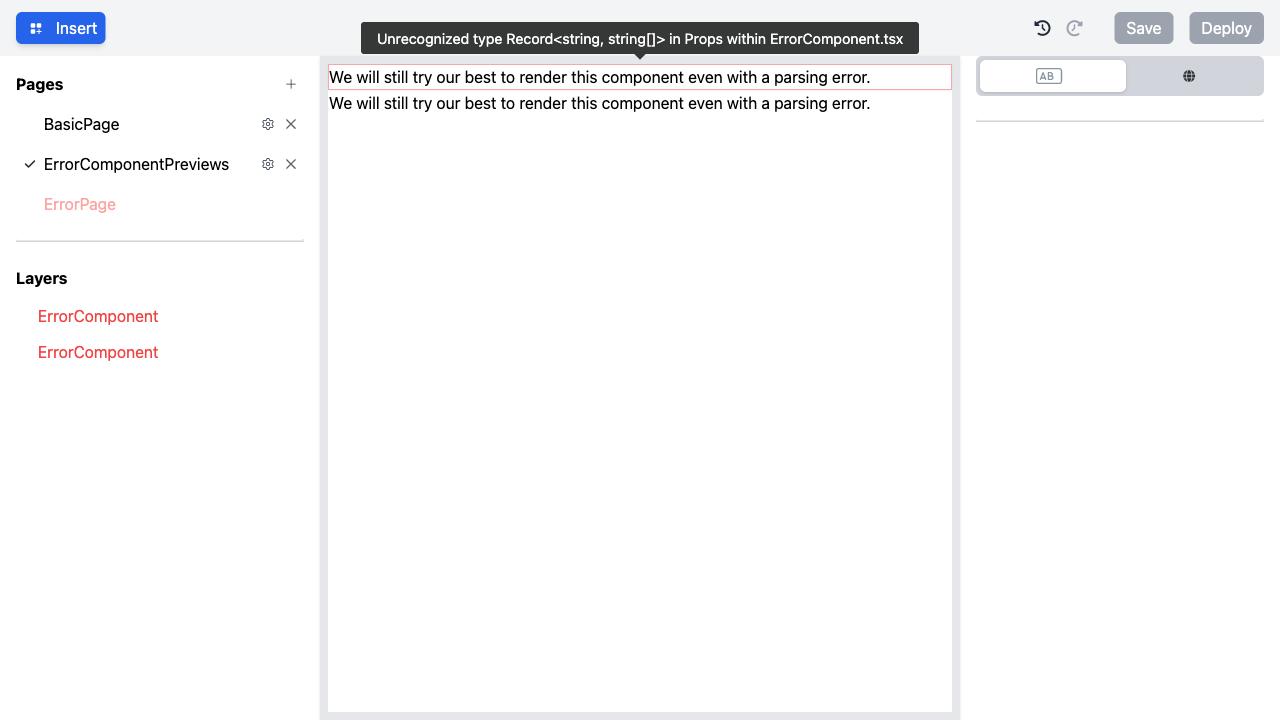 Insert
Unrecognized type Record<string, string[]> in Props within ErrorComponent.tsx
Save
Deploy
Pages
BasicPage
ErrorComponentPreviews
ErrorPage
Layers
ErrorComponent
ErrorComponent
We will still try our best to render this component even with a parsing error.
We will still try our best to render this component even with a parsing error.
AB